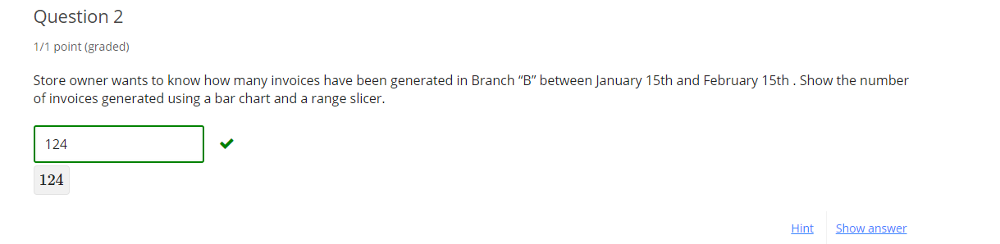 Question 2
1/1 point (graded)
Store owner wants to know how many invoices have been generated in Branch “B” between January 15th and February 15th . Show the number
of invoices generated using a bar chart and a range slicer.
124
124
Hint
Show answer